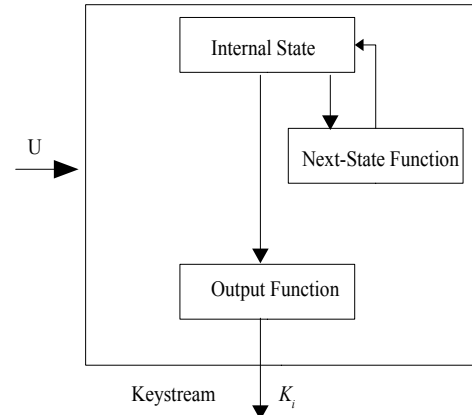 Internal State
U
Next-State Function
Output Function
Keystream K_i